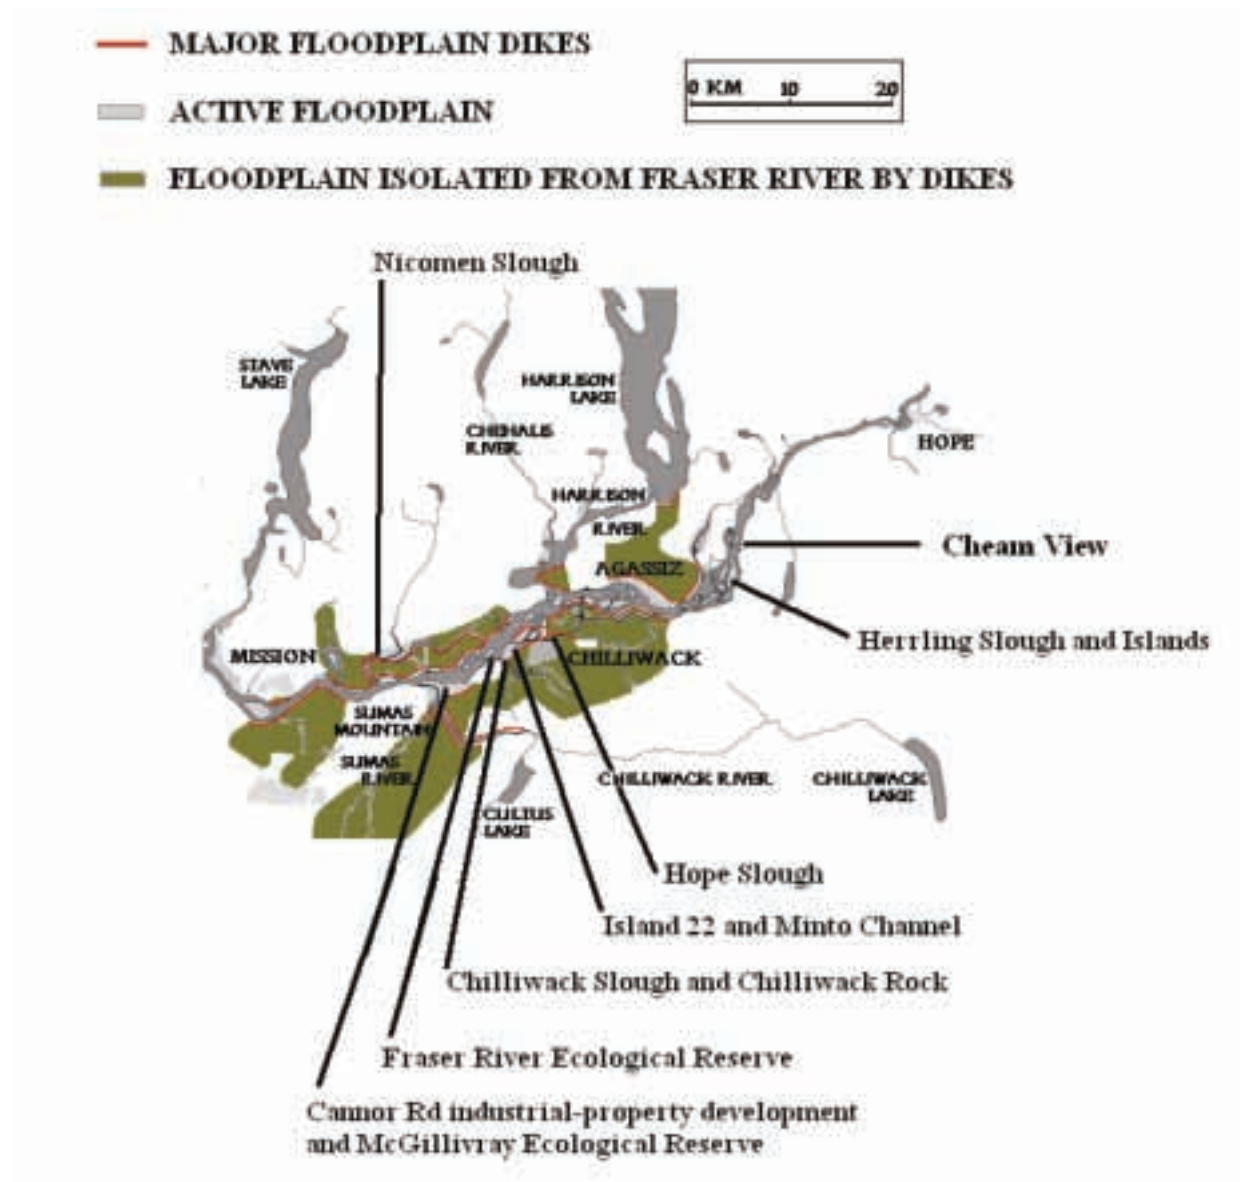 MAJOR FLOODPLAIN DIKES
0 KM 10 20
ACTIVE FLOODPLAIN
FLOODPLAIN ISOLATED FROM FRASER RIVER BY DIKES
Nicomen Slough
STAVE
LAKE
HARRISON
LAKE
CHEHALIS
RIVER
HOPE
HARRISON
RIVER
Cheam View
AGASSIZ
Herrling Slough and Islands
MISSION
CHILLIWACK
SUMAS
MOUNTAIN
SUMAS
RIVER
CHILLIWACK RIVER
CHILLIWACK
LAKE
CULTUS
LAKE
Hope Slough
Island 22 and Minto Channel
Chilliwack Slough and Chilliwack Rock
Fraser River Ecological Reserve
Cannor Rd industrial-property development
and McGillivray Ecological Reserve